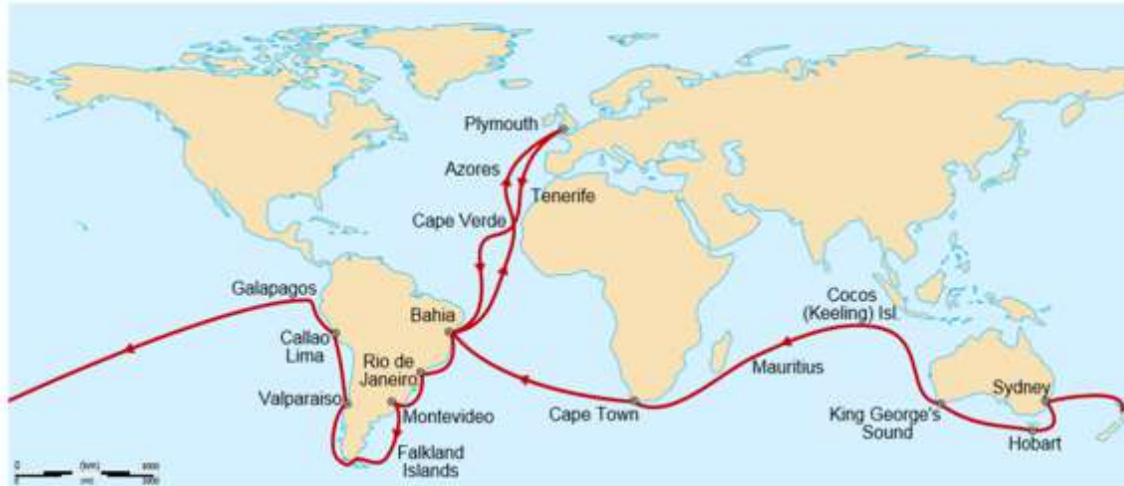 Plymouth
Azores
Tenerife
Cape Verde
Galapagos
Bahia
Callao
Lima
Rio de
Janeiro
Valparaiso
Montevideo
Falkland
Islands
Cape Town
Mauritius
Cocos
(Keeling) Isl.
Sydney
King George's
Sound
Hobart